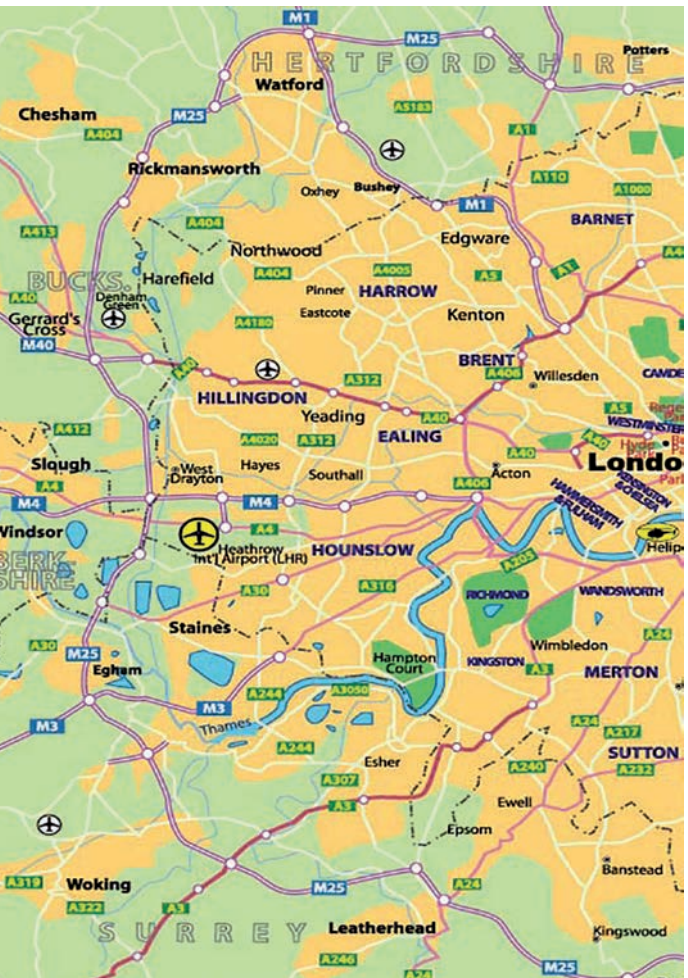 M1
M25
HERTFORDSHIRE
Potters
Watford
Chesham
A5183
M25
A404
A1
Rickmansworth
A110
A1000
Oxhey
Bushey
M1
BARNET
A413
A404
Edgware
Northwood
A404
A4005
A5
A1
BUCKS.
Harefield
Pinner
HARROW
A40
Denham
Green
Eastcote
Kenton
Gerrard's
Cross
A4180
M40
BRENT
A40
A406
Willesden
A312
HILLINGDON
Yeading
A40
A5
A412
EALING
WESTMINSTER
A4020
A312
A40
A40
Hyde
Park
Slough
West
Drayton
Hayes
Southall
Acton
Londo
A4
A406
KENSINGTON
& CHELSEA
M4
M4
HAMMERSMITH
& FULHAM
Windsor
A4
Heathrow
Int'l Airport (LHR)
HOUNSLOW
Helip
BERK-
SHIRE
A205
A30
A316
RICHMOND
WANDSWORTH
Staines
A30
Wimbledon
A24
M25
Hampton
Court
KINGSTON
Egham
A3
MERTON
A244
A3050
M3
M3
Thames
A24
A217
A244
SUTTON
Esher
A240
A232
A307
A3
Ewell
Epsom
Banstead
A319
Woking
M25
A24
A322
A3
SURREY
Leatherhead
Kingswood
A246
M25
A24